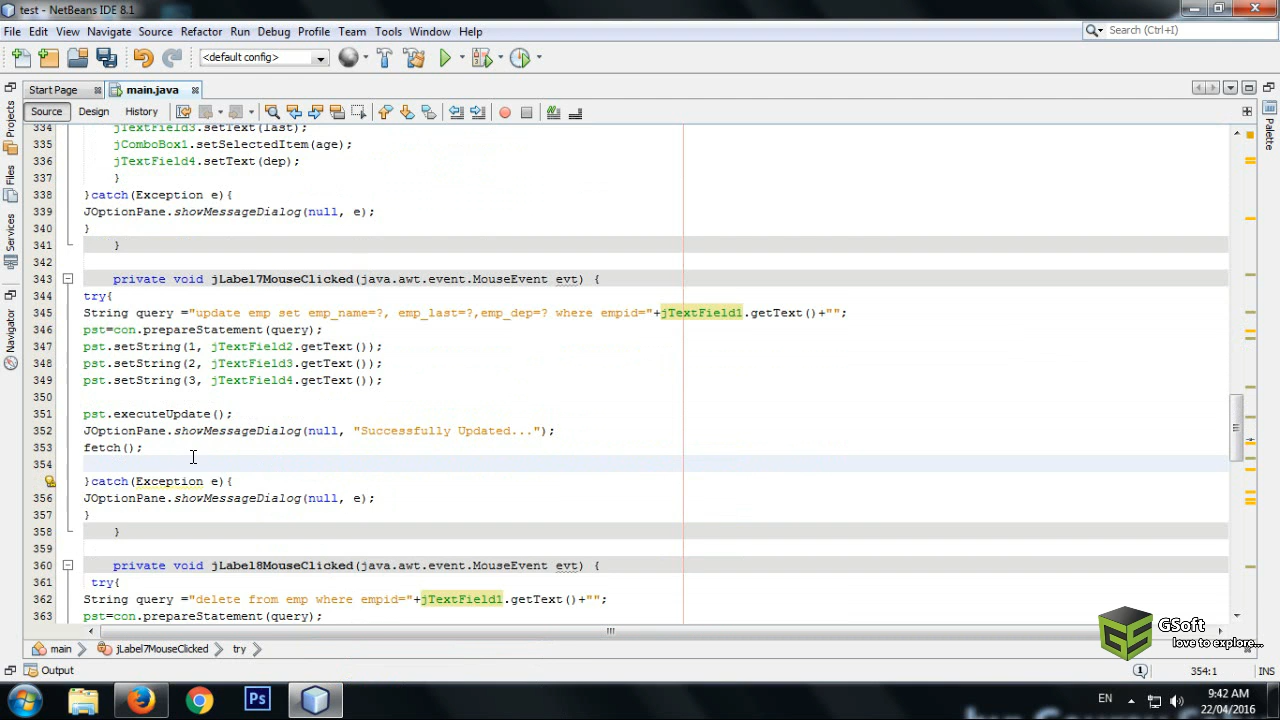 test - NetBeans IDE 8.1
File Edit View Navigate Source Refactor Run Debug Profile Team Tools Window Help
Search (Ctrl+I)
<default config>
Start Page main.java
Source Design History
Projects
Files
Services
Navigator
Palette
334 jTextField3.setText(last);
335 jComboBox1.setSelectedItem(age);
336 jTextField4.setText(dep);
337 }
338 }catch(Exception e){
339 JOptionPane.showMessageDialog(null, e);
340 }
341 }
342
343 private void jLabel7MouseClicked(java.awt.event.MouseEvent evt) {
344 try{
345 String query ="update emp set emp_name=?, emp_last=?,emp_dep=? where empid="+jTextField1.getText()+"";
346 pst=con.prepareStatement(query);
347 pst.setString(1, jTextField2.getText());
348 pst.setString(2, jTextField3.getText());
349 pst.setString(3, jTextField4.getText());
350
351 pst.executeUpdate();
352 JOptionPane.showMessageDialog(null, "Successfully Updated...");
353 fetch();
354
}catch(Exception e){
356 JOptionPane.showMessageDialog(null, e);
357 }
358 }
359
360 private void jLabel8MouseClicked(java.awt.event.MouseEvent evt) {
361 try{
362 String query ="delete from emp where empid="+jTextField1.getText()+"";
363 pst=con.prepareStatement(query);
GSoft
love to explore...
main jLabel7MouseClicked try
Output
1 354:1 INS
Ps
EN
9:42 AM
22/04/2016